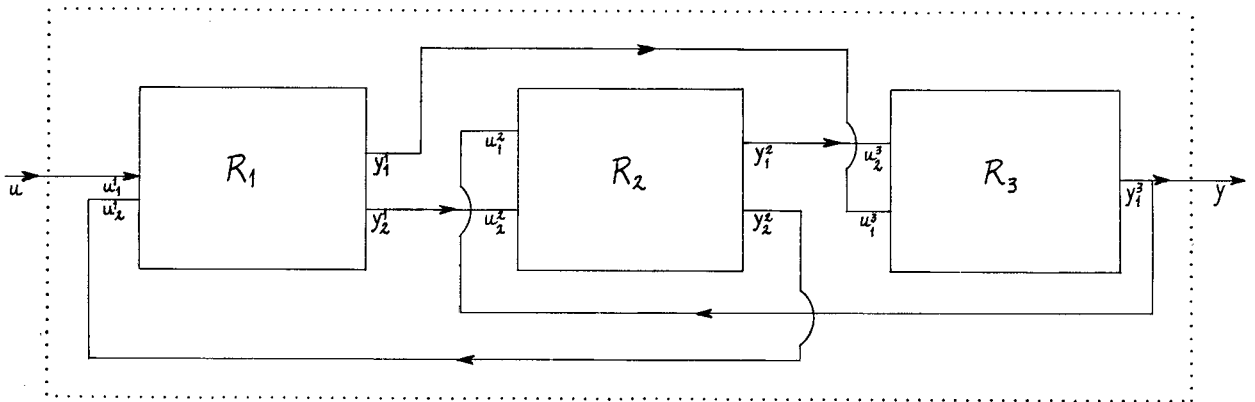 R₁
R₂
R₃
u
u¹₁
u¹₂
y¹₁
y¹₂
u²₁
u²₂
y²₁
y²₂
u³₂
u³₁
y³₁
y